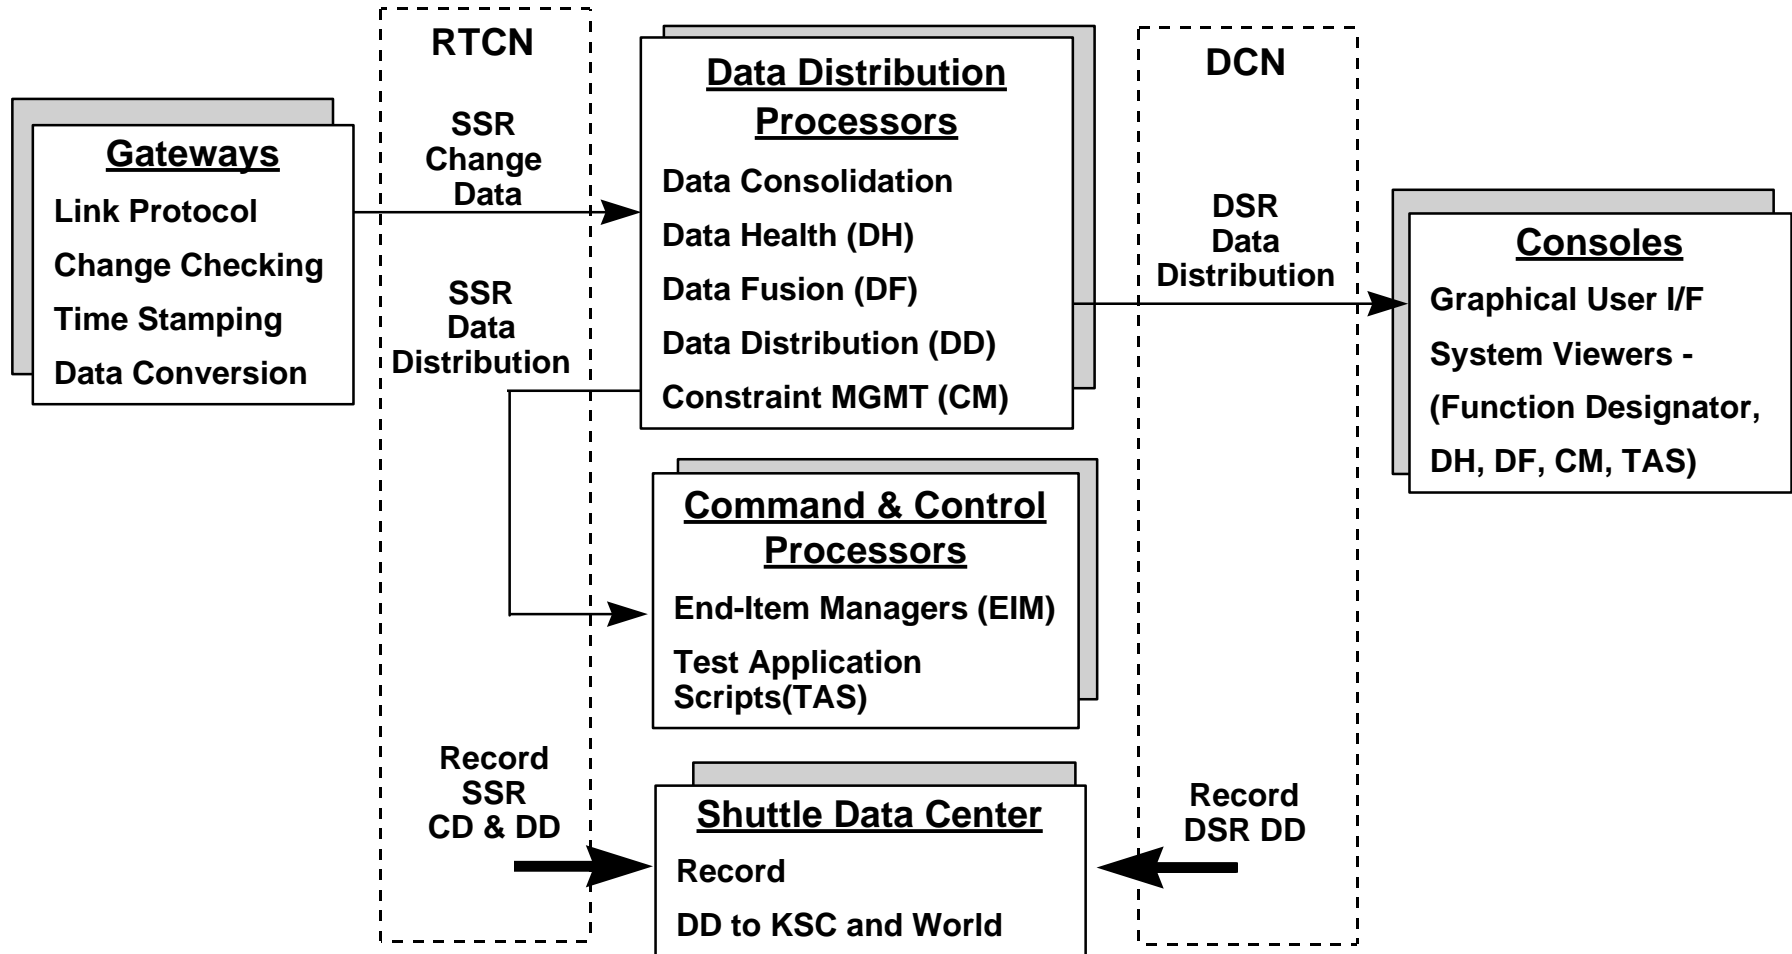 RTCN
SSR
Change
Data
SSR
Data
Distribution
Record
SSR
CD & DD
Gateways
Link Protocol
Change Checking
Time Stamping
Data Conversion
Data Distribution
Processors
Data Consolidation
Data Health (DH)
Data Fusion (DF)
Data Distribution (DD)
Constraint MGMT (CM)
Command & Control
Processors
End-Item Managers (EIM)
Test Application
Scripts(TAS)
Shuttle Data Center
Record
DD to KSC and World
DCN
DSR
Data
Distribution
Record
DSR DD
Consoles
Graphical User I/F
System Viewers -
(Function Designator,
DH, DF, CM, TAS)